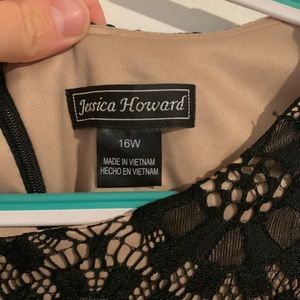 Jessica Howard
16W
MADE IN VIETNAM
HECHO EN VIETNAM